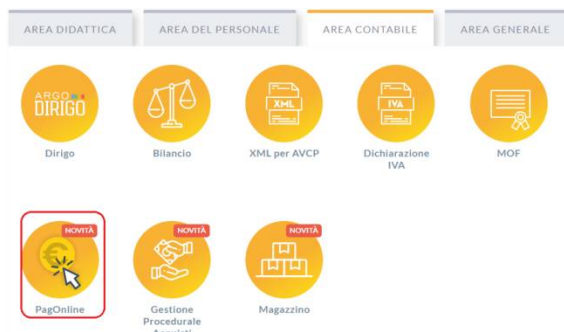 AREA DIDATTICA
AREA DEL PERSONALE
AREA CONTABILE
AREA GENERALE
ARGO
DIRIGO
XML
IVA
Dirigo
Bilancio
XML per AVCP
Dichiarazione
IVA
MOF
NOVITÀ
NOVITÀ
NOVITÀ
€
PagOnline
Gestione
Procedurale
Magazzino